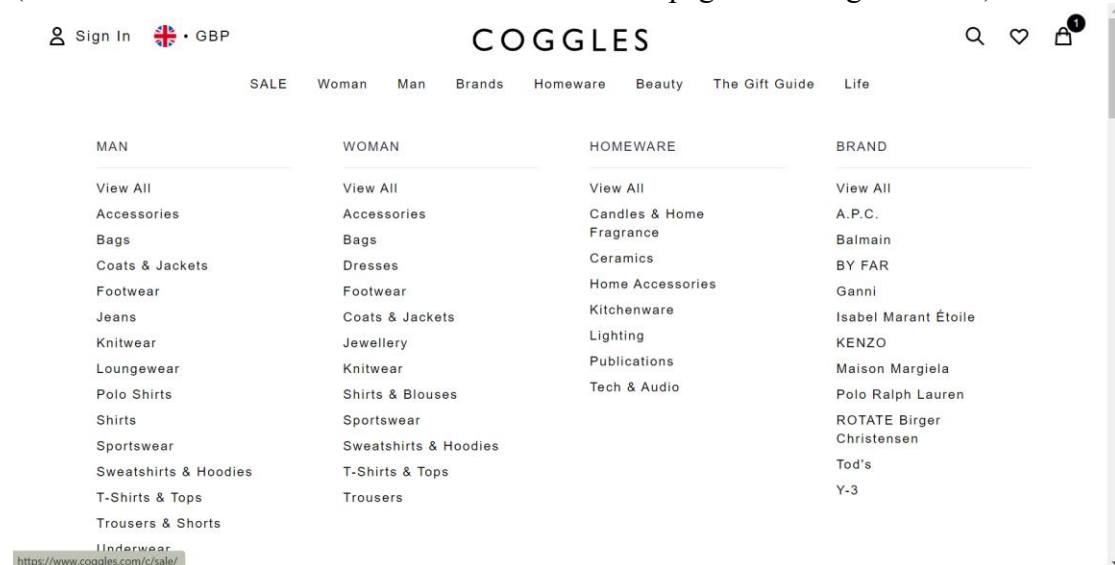 Sign In • GBP
COGGLES
1
SALE Woman Man Brands Homeware Beauty The Gift Guide Life
MAN
View All
Accessories
Bags
Coats & Jackets
Footwear
Jeans
Knitwear
Loungewear
Polo Shirts
Shirts
Sportswear
Sweatshirts & Hoodies
T-Shirts & Tops
Trousers & Shorts
Underwear
WOMAN
View All
Accessories
Bags
Dresses
Footwear
Coats & Jackets
Jewellery
Knitwear
Shirts & Blouses
Sportswear
Sweatshirts & Hoodies
T-Shirts & Tops
Trousers
HOMEWARE
View All
Candles & Home
Fragrance
Ceramics
Home Accessories
Kitchenware
Lighting
Publications
Tech & Audio
BRAND
View All
A.P.C.
Balmain
BY FAR
Ganni
Isabel Marant Étoile
KENZO
Maison Margiela
Polo Ralph Lauren
ROTATE Birger
Christensen
Tod's
Y-3
https://www.coggles.com/c/sale/